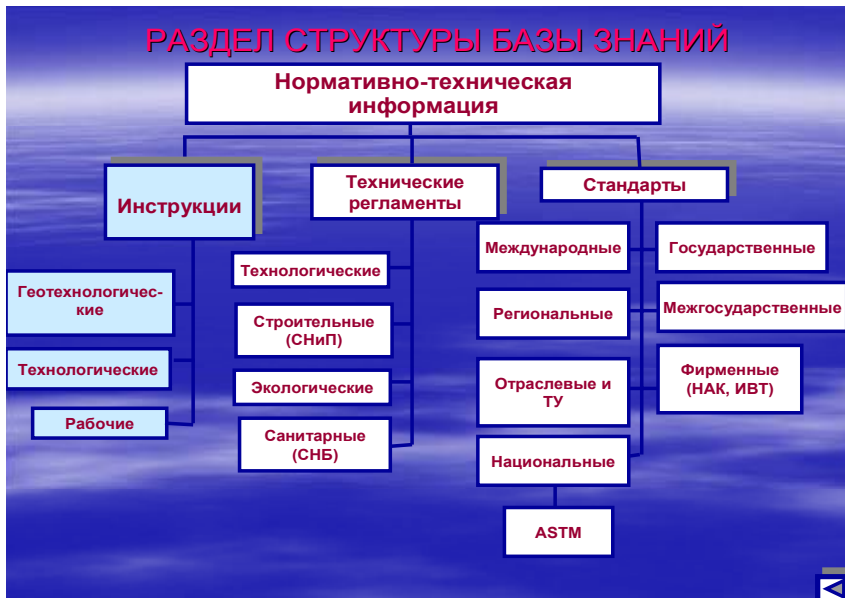 РАЗДЕЛ СТРУКТУРЫ БАЗЫ ЗНАНИЙ
Нормативно-техническая
информация
Инструкции
Геотехнологичес-
кие
Технологические
Рабочие
Технические
регламенты
Технологические
Строительные
(СНиП)
Экологические
Санитарные
(СНБ)
Стандарты
Международные
Государственные
Региональные
Межгосударственные
Отраслевые и
ТУ
Фирменные
(НАК, ИВТ)
Национальные
ASTM